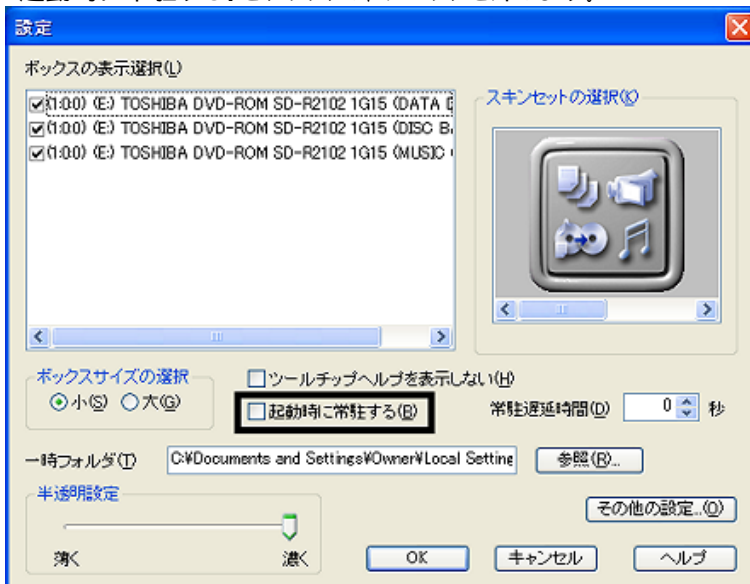 設定
ボックスの表示選択(L)
(1:0:0) (E:) TOSHIBA DVD-ROM SD-R2102 1G15 (DATA
(1:0:0) (E:) TOSHIBA DVD-ROM SD-R2102 1G15 (DISC
(1:0:0) (E:) TOSHIBA DVD-ROM SD-R2102 1G15 (MUSIC
スキンセットの選択(K)
ボックスサイズの選択
小(S) 大(G)
ツールチップヘルプを表示しない(H)
起動時に常駐する(B)
常駐遅延時間(D) 0 秒
一時フォルダ(T) C:¥Documents and Settings¥Owner¥Local Setting 参照(R)...
半透明設定
薄く 濃く
その他の設定...(O)
OK キャンセル ヘルプ